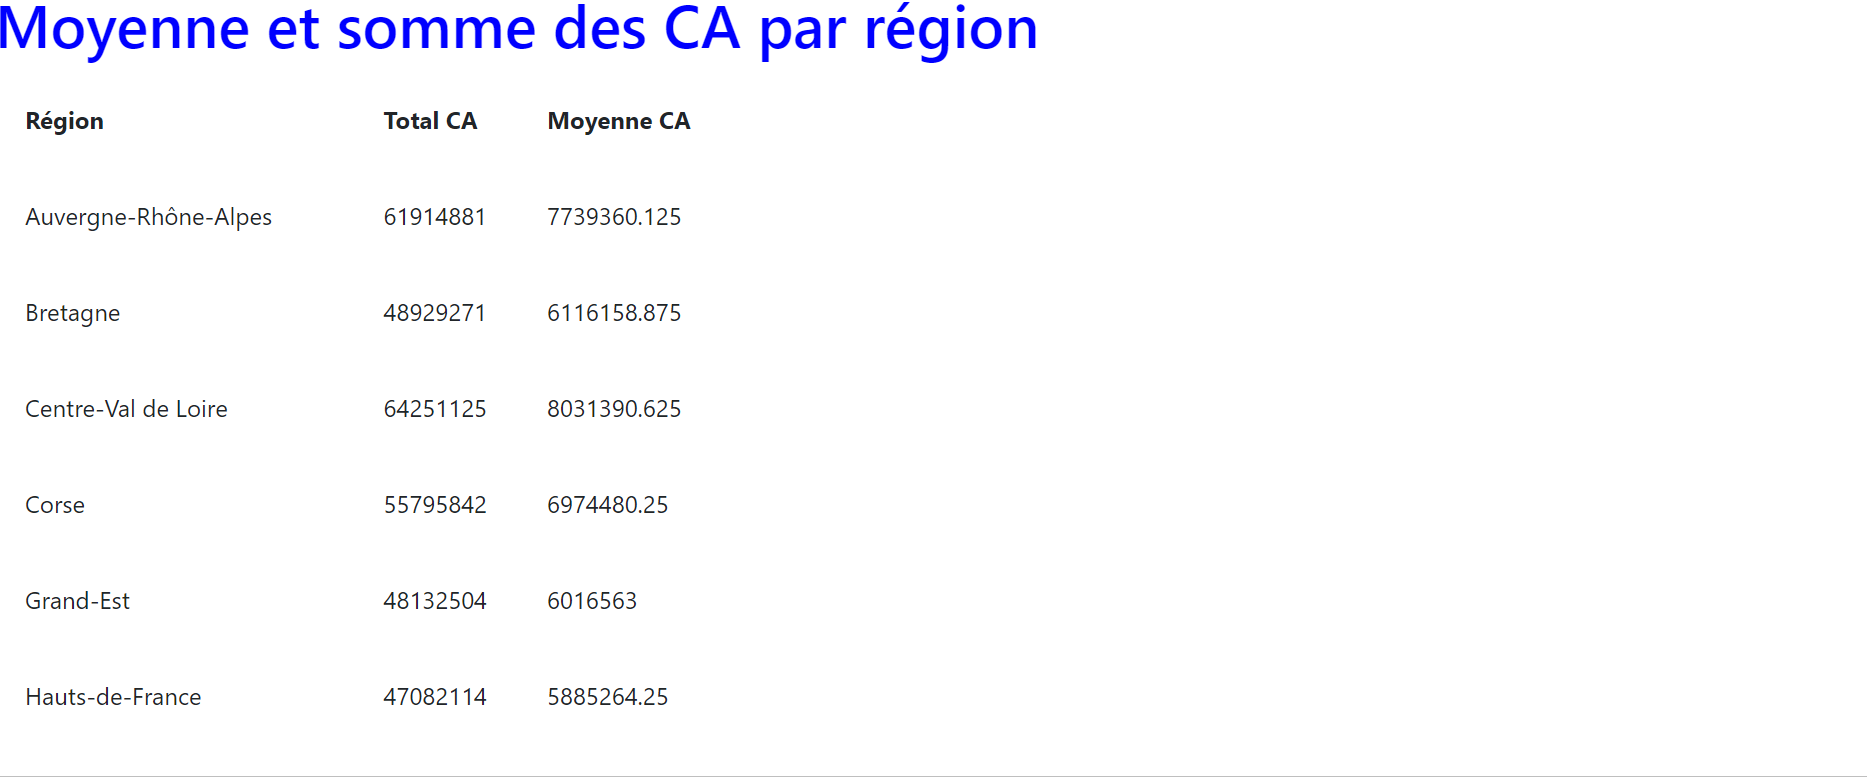 Moyenne et somme des CA par région
Région Total CA Moyenne CA
Auvergne-Rhône-Alpes 61914881 7739360.125
Bretagne 48929271 6116158.875
Centre-Val de Loire 64251125 8031390.625
Corse 55795842 6974480.25
Grand-Est 48132504 6016563
Hauts-de-France 47082114 5885264.25